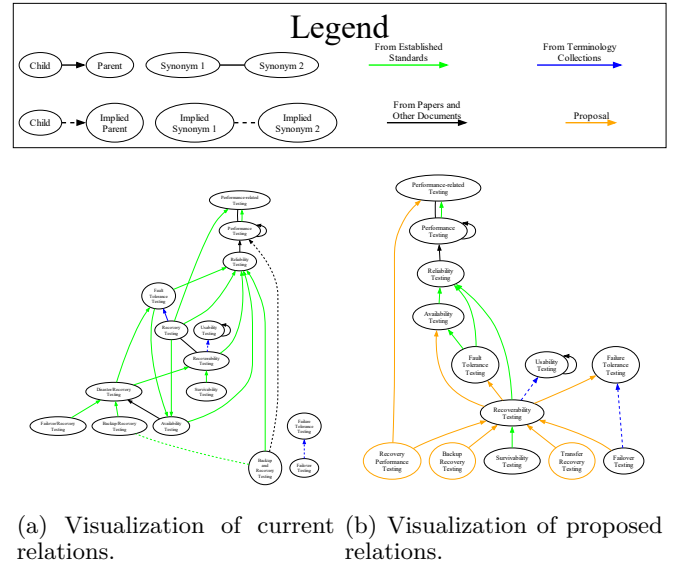 Legend
From Established
Standards
From Terminology
Collections
Child
Parent
Synonym 1
Synonym 2
Child
Implied
Parent
Implied
Synonym 1
Implied
Synonym 2
From Papers and
Other Documents
Proposal
Performance-related
Testing
Performance
Testing
Reliability
Testing
Fault
Tolerance
Testing
Recovery
Testing
Usability
Testing
Recoverability
Testing
Disaster/Recovery
Testing
Survivability
Testing
Failover/Recovery
Testing
Backup/Recovery
Testing
Availability
Testing
Failure
Tolerance
Testing
Backup
and
Recovery
Testing
Failover
Testing
Performance-related
Testing
Performance
Testing
Reliability
Testing
Availability
Testing
Fault
Tolerance
Testing
Usability
Testing
Failure
Tolerance
Testing
Recoverability
Testing
Recovery
Performance
Testing
Backup
Recovery
Testing
Survivability
Testing
Transfer
Recovery
Testing
Failover
Testing
(a) Visualization of current
relations.
(b) Visualization of proposed
relations.